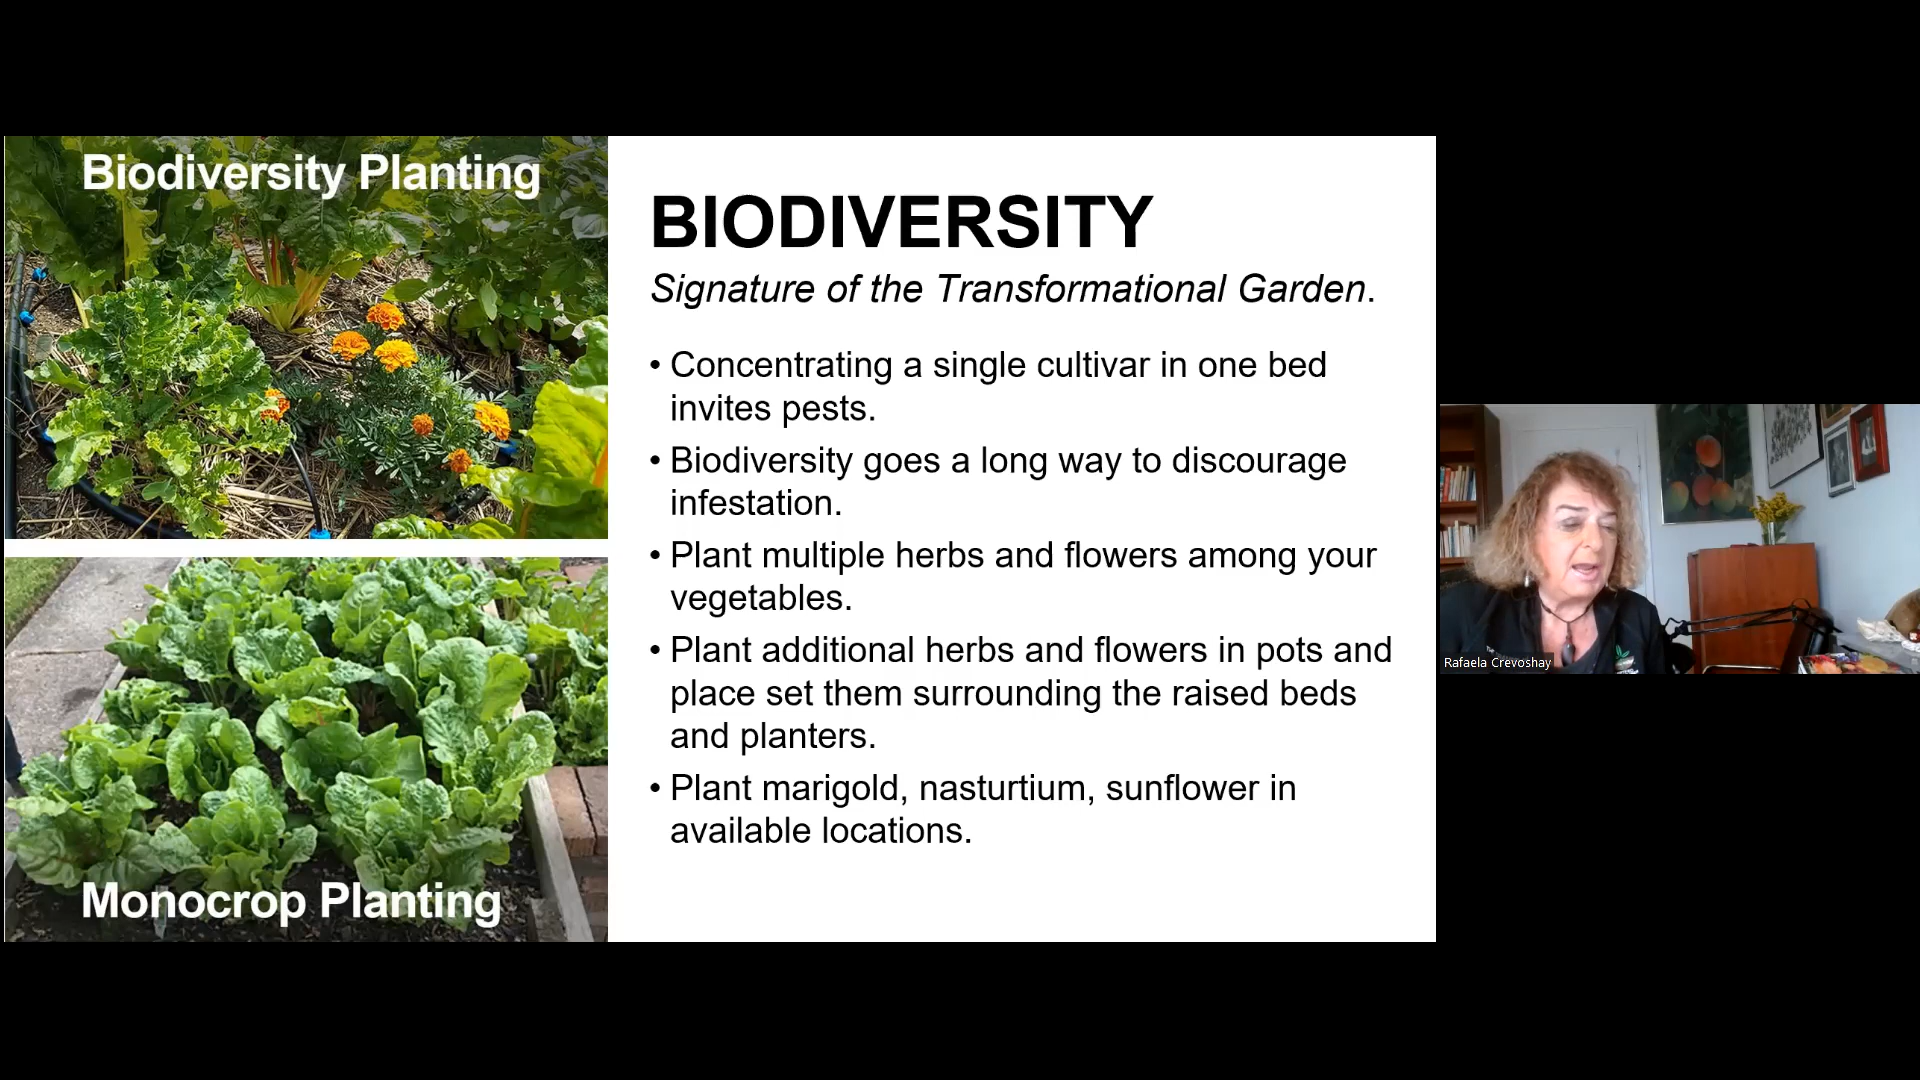 Biodiversity Planting
Monocrop Planting
BIODIVERSITY
Signature of the Transformational Garden.
• Concentrating a single cultivar in one bed
invites pests.
• Biodiversity goes a long way to discourage
infestation.
• Plant multiple herbs and flowers among your
vegetables.
• Plant additional herbs and flowers in pots and
place set them surrounding the raised beds
and planters.
• Plant marigold, nasturtium, sunflower in
available locations.
Rafaela Crevoshay